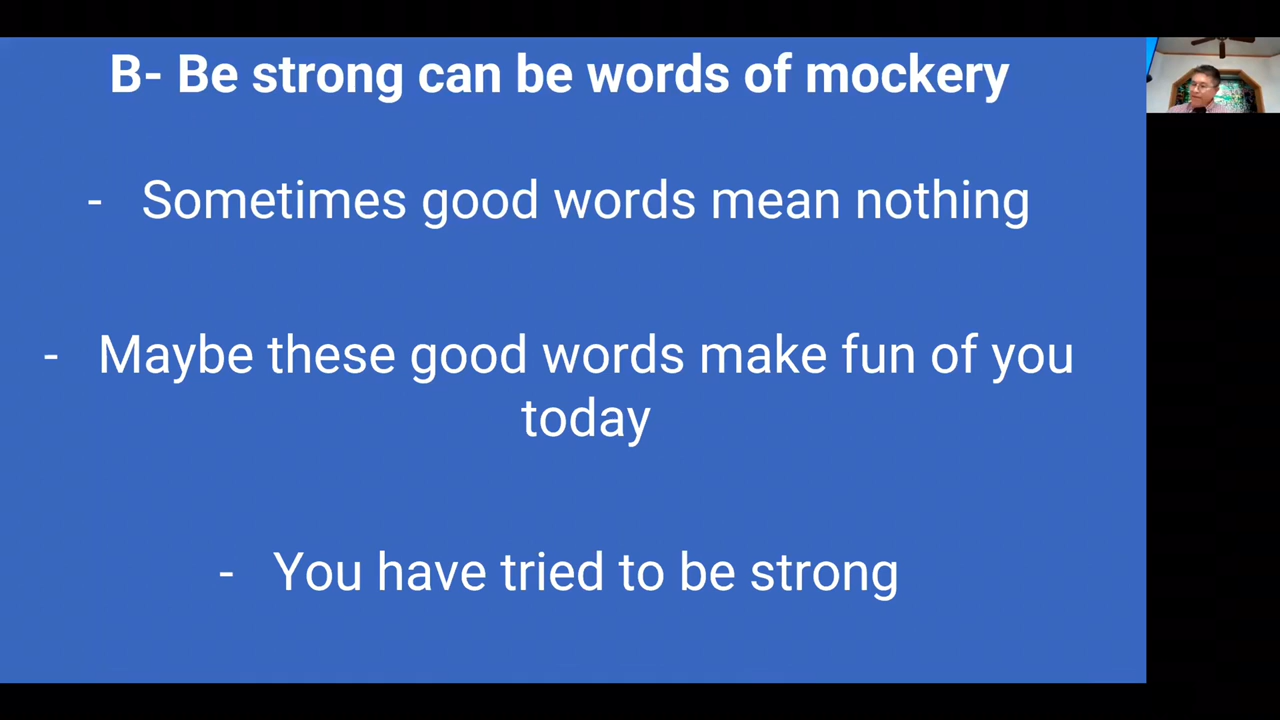 B- Be strong can be words of mockery
- Sometimes good words mean nothing
- Maybe these good words make fun of you
today
- You have tried to be strong